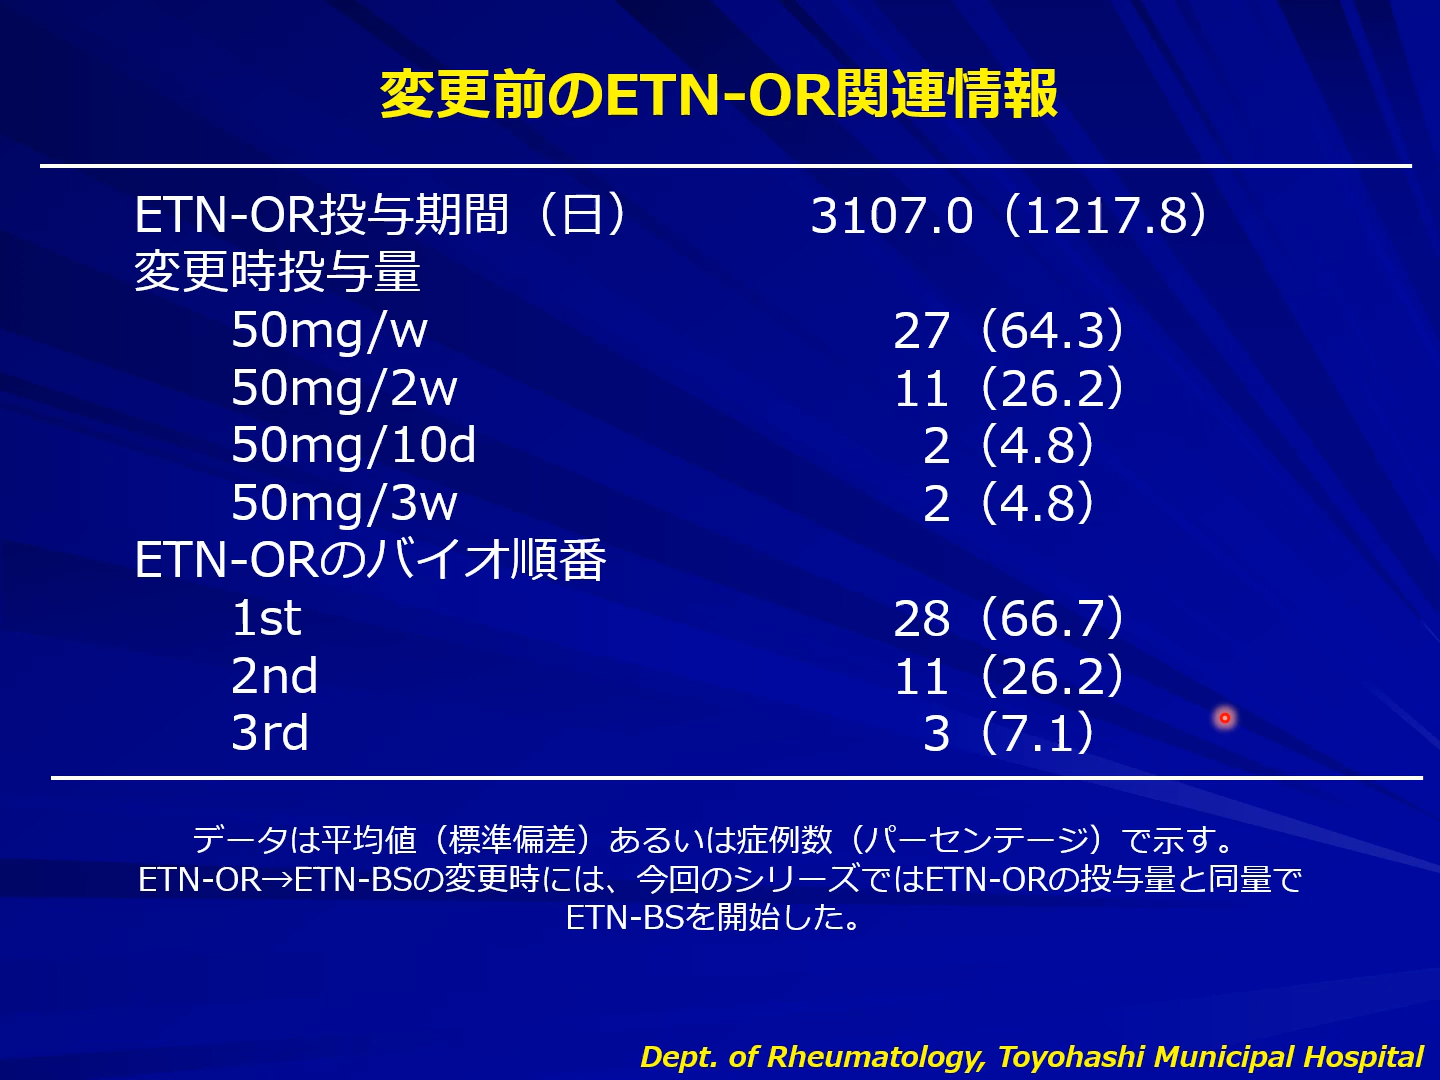 変更前のETN-OR関連情報
ETN-OR投与期間（日） 3107.0（1217.8）
変更時投与量
50mg/w 27（64.3）
50mg/2w 11（26.2）
50mg/10d 2（4.8）
50mg/3w 2（4.8）
ETN-ORのバイオ順番
1st 28（66.7）
2nd 11（26.2）
3rd 3（7.1）
データは平均値（標準偏差）あるいは症例数（パーセンテージ）で示す。
ETN-OR→ETN-BSの変更時には、今回のシリーズではETN-ORの投与量と同量で
ETN-BSを開始した。
Dept. of Rheumatology, Toyohashi Municipal Hospital